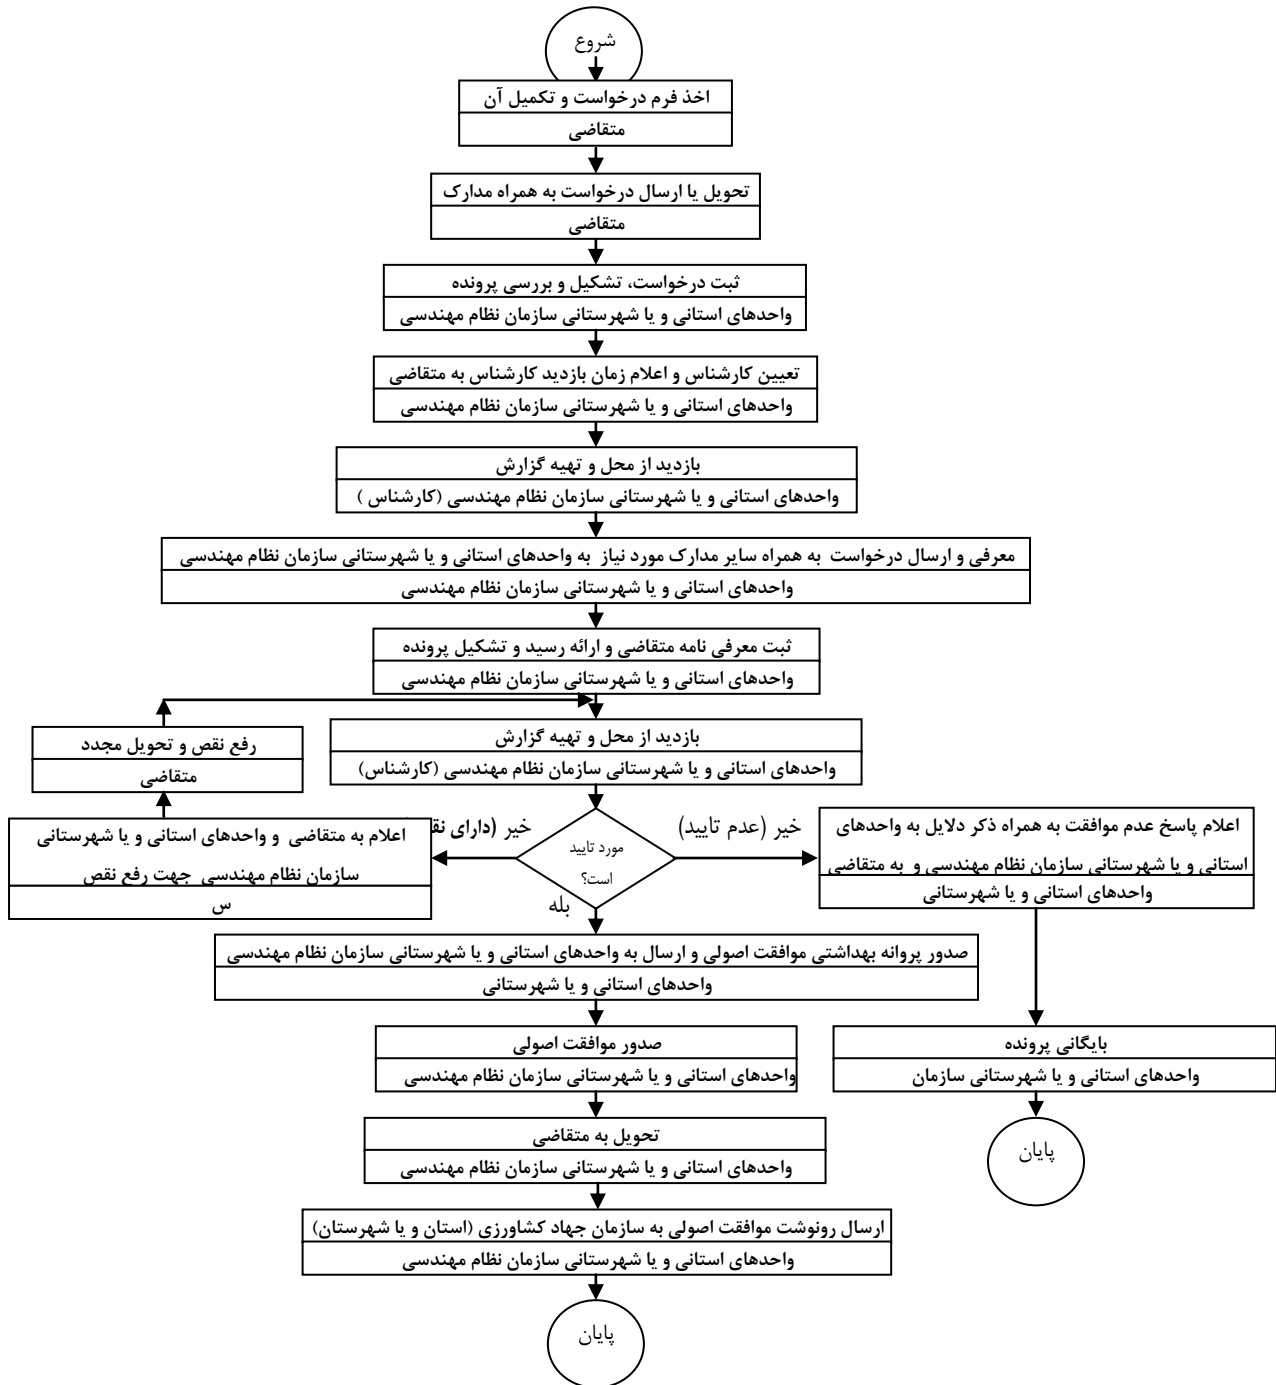 شروع
اخذ فرم درخواست و تکمیل آن
متقاضی
تحویل یا ارسال درخواست به همراه مدارک
متقاضی
ثبت درخواست، تشکیل و بررسی پرونده
واحدهای استانی و یا شهرستانی سازمان نظام مهندسی
تعیین کارشناس و اعلام زمان بازدید کارشناس به متقاضی
واحدهای استانی و یا شهرستانی سازمان نظام مهندسی
بازدید از محل و تهیه گزارش
واحدهای استانی و یا شهرستانی سازمان نظام مهندسی (کارشناس )
معرفی و ارسال درخواست به همراه سایر مدارک مورد نیاز به واحدهای استانی و یا شهرستانی سازمان نظام مهندسی
واحدهای استانی و یا شهرستانی سازمان نظام مهندسی
ثبت معرفی نامه متقاضی و ارائه رسید و تشکیل پرونده
واحدهای استانی و یا شهرستانی سازمان نظام مهندسی
بازدید از محل و تهیه گزارش
واحدهای استانی و یا شهرستانی سازمان نظام مهندسی (کارشناس)
رفع نقص و تحویل مجدد
متقاضی
مورد تایید
است؟
خیر (عدم تایید)
خیر (دارای
بله
اعلام پاسخ عدم موافقت به همراه ذکر دلایل به واحدهای
استانی و یا شهرستانی سازمان نظام مهندسی و به متقاضی
واحدهای استانی و یا شهرستانی
اعلام به متقاضی و واحدهای استانی و یا شهرستانی
سازمان نظام مهندسی جهت رفع نقص
س
صدور پروانه بهداشتی موافقت اصولی و ارسال به واحدهای استانی و یا شهرستانی سازمان نظام مهندسی
واحدهای استانی و یا شهرستانی
صدور موافقت اصولی
واحدهای استانی و یا شهرستانی سازمان نظام مهندسی
بایگانی پرونده
واحدهای استانی و یا شهرستانی سازمان
تحویل به متقاضی
واحدهای استانی و یا شهرستانی سازمان نظام مهندسی
پایان
ارسال رونوشت موافقت اصولی به سازمان جهاد کشاورزی (استان و یا شهرستان)
واحدهای استانی و یا شهرستانی سازمان نظام مهندسی
پایان